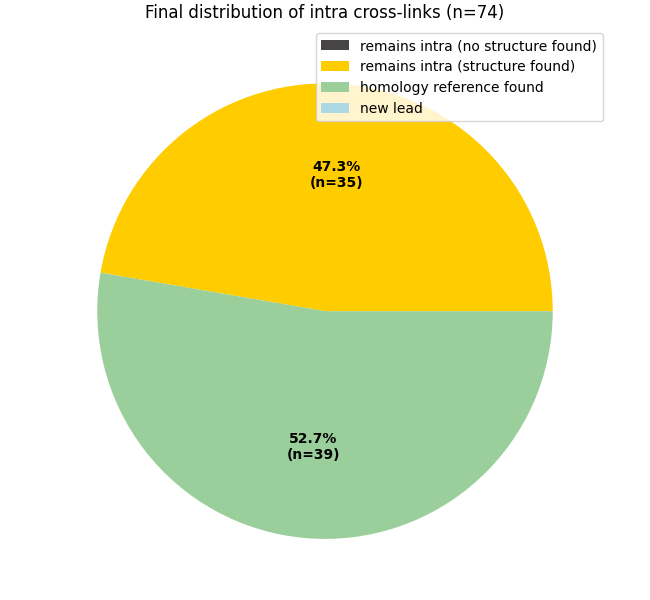 Final distribution of intra cross-links (n=74)
remains intra (no structure found)
remains intra (structure found)
homology reference found
new lead
47.3%
(n=35)
52.7%
(n=39)